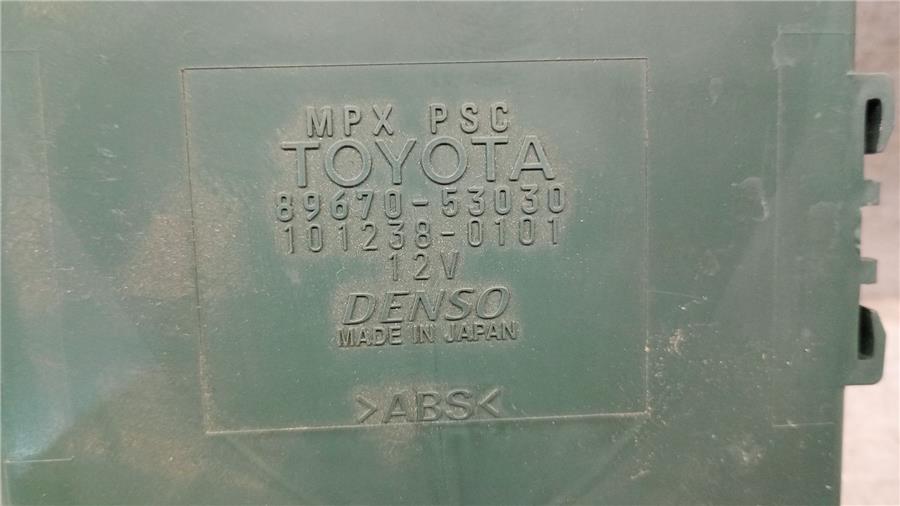 MPX PSC
TOYOTA
89670-53030
101238-0101
12V
DENSO
MADE IN JAPAN
>ABS<